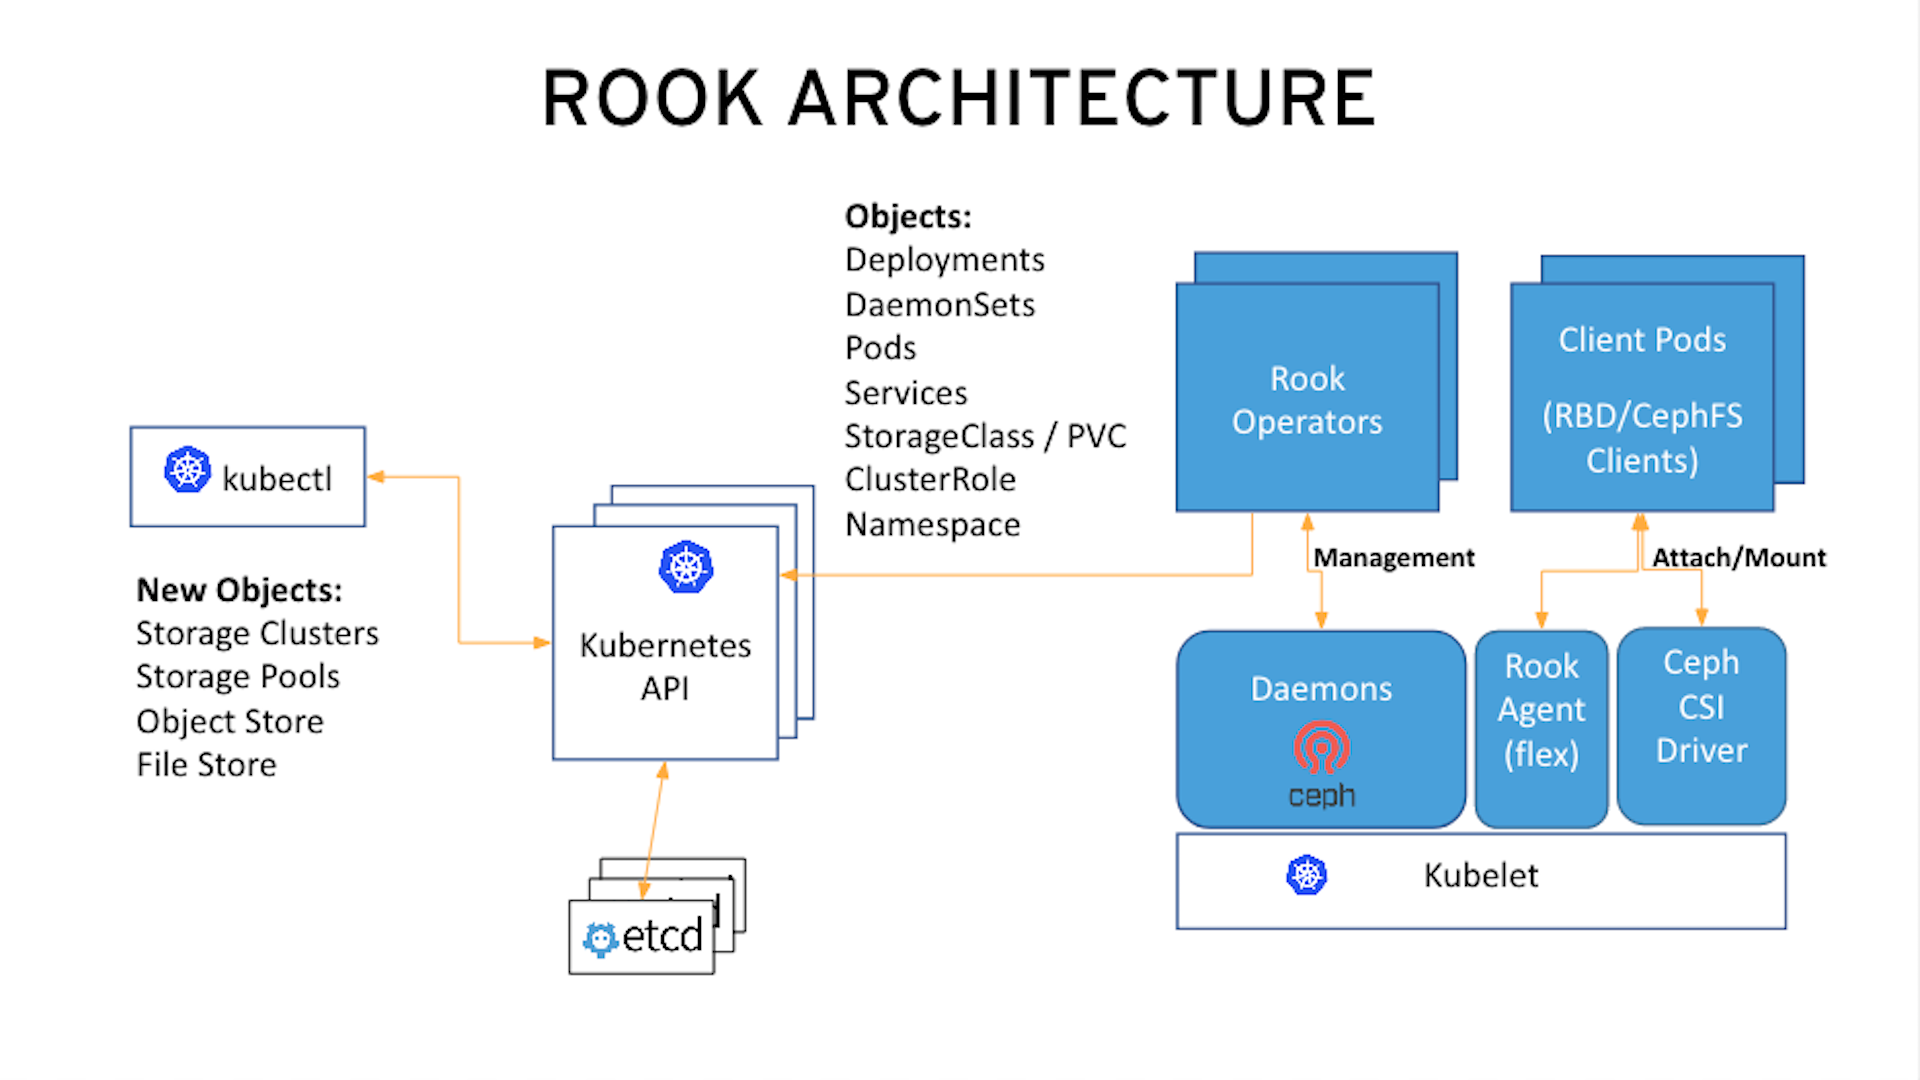 ROOK ARCHITECTURE
Objects:
Deployments
DaemonSets
Pods
Services
StorageClass / PVC
ClusterRole
Namespace
kubectl
New Objects:
Storage Clusters
Storage Pools
Object Store
File Store
Kubernetes
API
etcd
Rook
Operators
Client Pods
(RBD/CephFS
Clients)
Management
Attach/Mount
Daemons
ceph
Rook
Agent
(flex)
Ceph
CSI
Driver
Kubelet